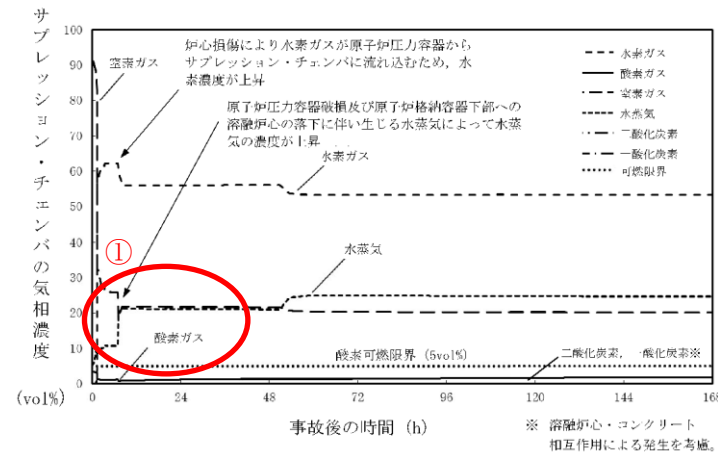 サプレッション・チェンバの気相濃度
(vol%)
100
90
80
70
60
50
40
30
20
10
0
窒素ガス
炉心損傷により水素ガスが原子炉圧力容器から
サプレッション・チェンバに流れ込むため，水
素濃度が上昇
原子炉圧力容器破損及び原子炉格納容器下部への
溶融炉心の落下に伴い生じる水蒸気によって水蒸
気の濃度が上昇
水素ガス
水素ガス
酸素ガス
窒素ガス
水蒸気
二酸化炭素
一酸化炭素
可燃限界
①
水蒸気
酸素ガス
酸素可燃限界（5vol%）
二酸化炭素，一酸化炭素※
0
24
48
72
96
120
144
168
事故後の時間（h）
※ 溶融炉心・コンクリート
相互作用による発生を考慮。